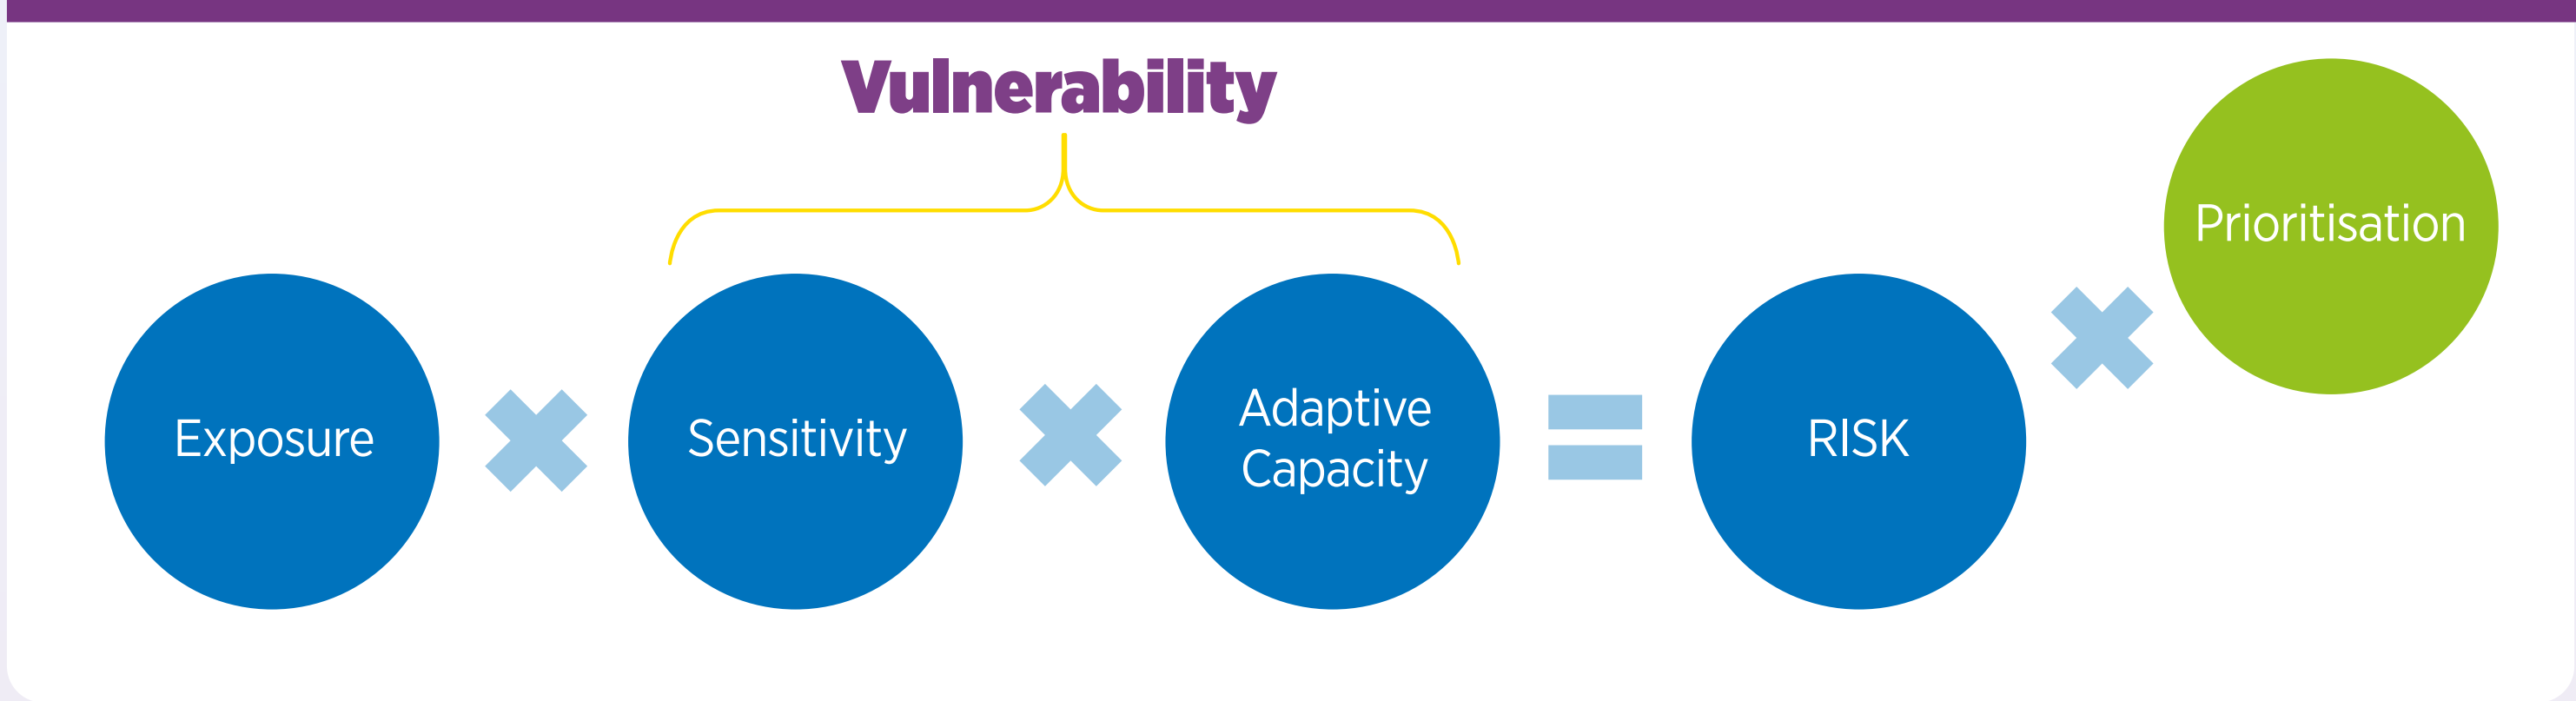 Vulnerability
Prioritisation
Exposure
Sensitivity
Adaptive
Capacity
RISK